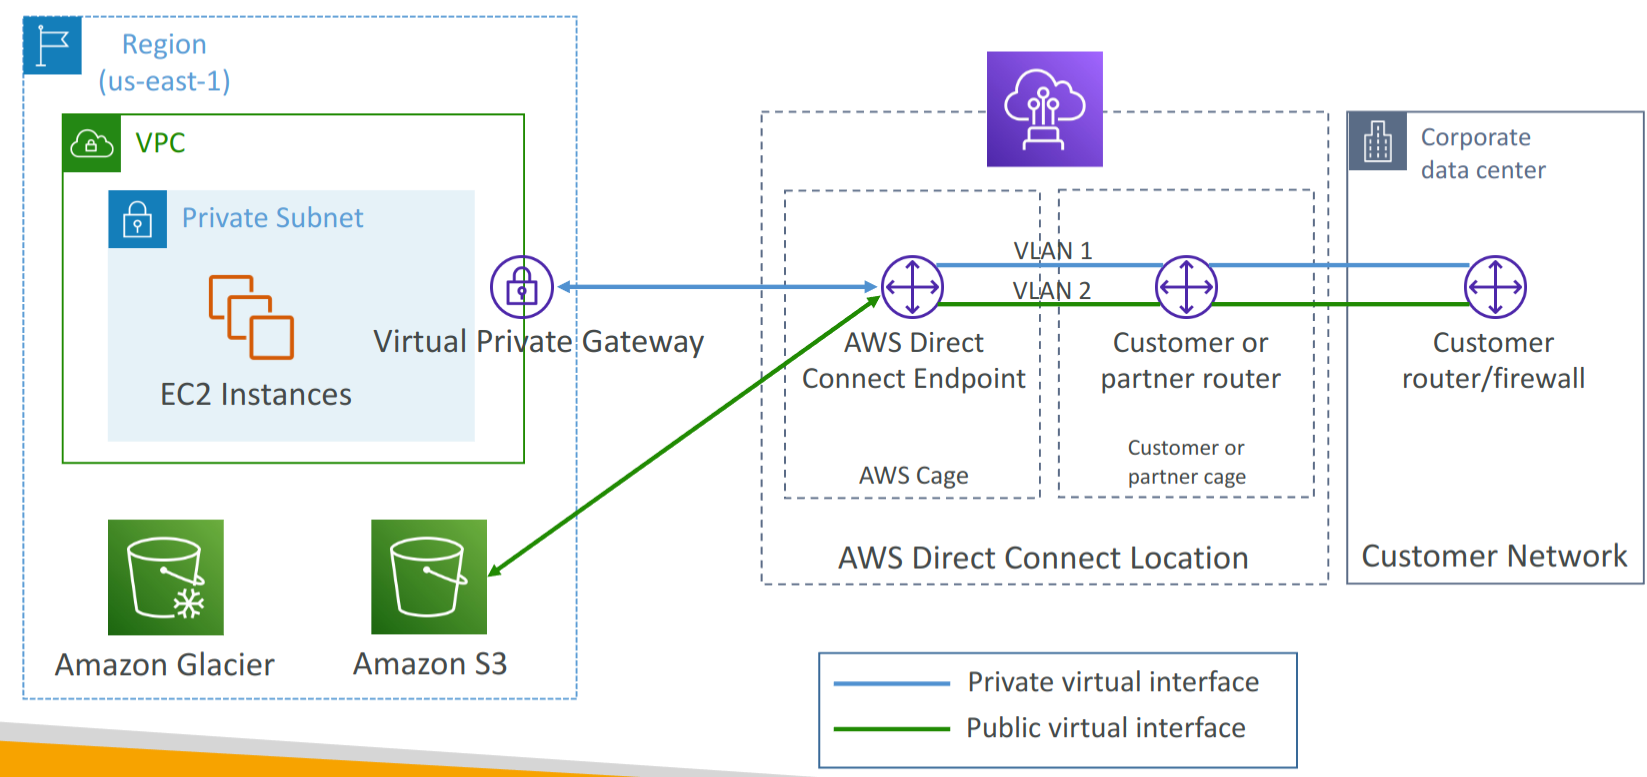 Region
(us-east-1)
VPC
Private Subnet
EC2 Instances
Virtual Private Gateway
Amazon Glacier
Amazon S3
VLAN 1
VLAN 2
AWS Direct
Connect Endpoint
AWS Cage
Customer or
partner router
Customer or
partner cage
AWS Direct Connect Location
Corporate
data center
Customer
router/firewall
Customer Network
Private virtual interface
Public virtual interface